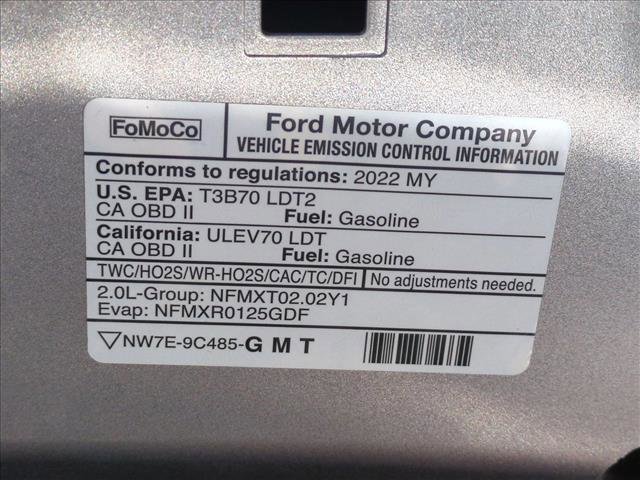 FoMoCo
Ford Motor Company
VEHICLE EMISSION CONTROL INFORMATION
Conforms to regulations: 2022 MY
U.S. EPA: T3B70 LDT2
CA OBD II Fuel: Gasoline
California: ULEV70 LDT
CA OBD II Fuel: Gasoline
TWC/HO2S/WR-HO2S/CAC/TC/DFI No adjustments needed.
2.0L-Group: NFMXT02.02Y1
Evap: NFMXR0125GDF
NW7E-9C485-G M T